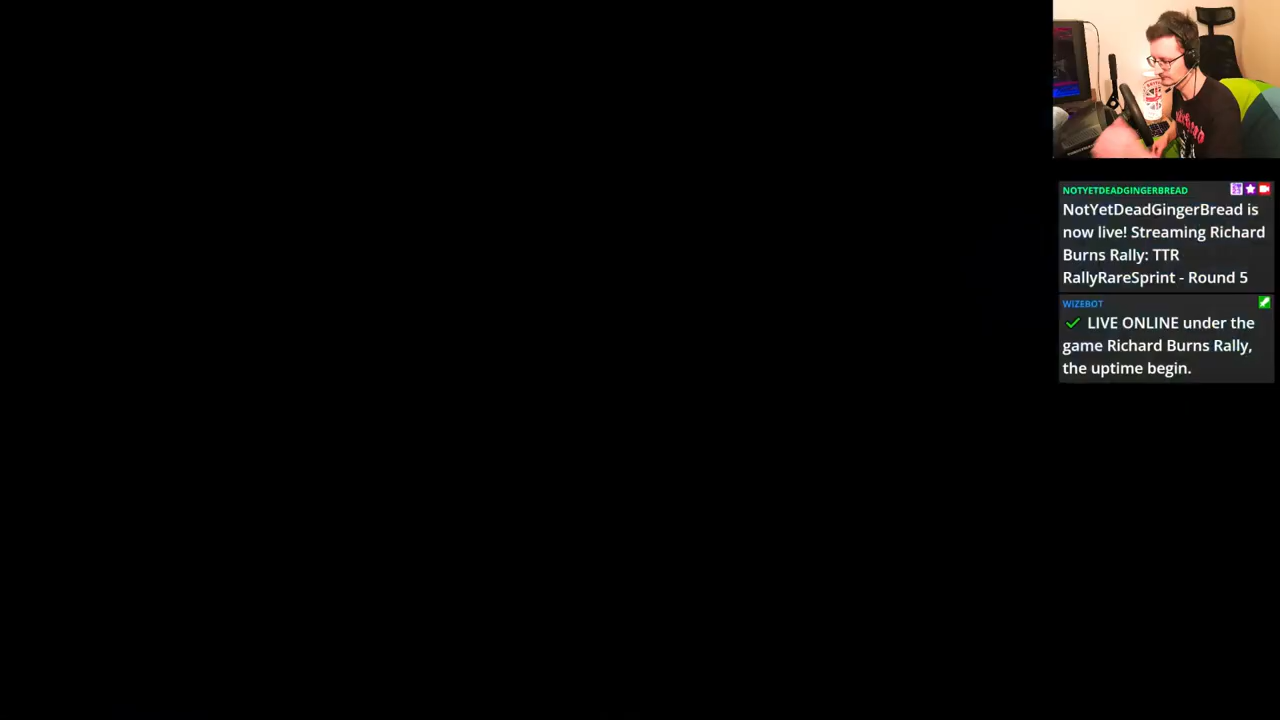 NOTYETDEADGINGERBREAD
NotYetDeadGingerBread is
now live! Streaming Richard
Burns Rally: TTR
RallyRareSprint - Round 5
WIZEBOT
LIVE ONLINE under the
game Richard Burns Rally,
the uptime begin.